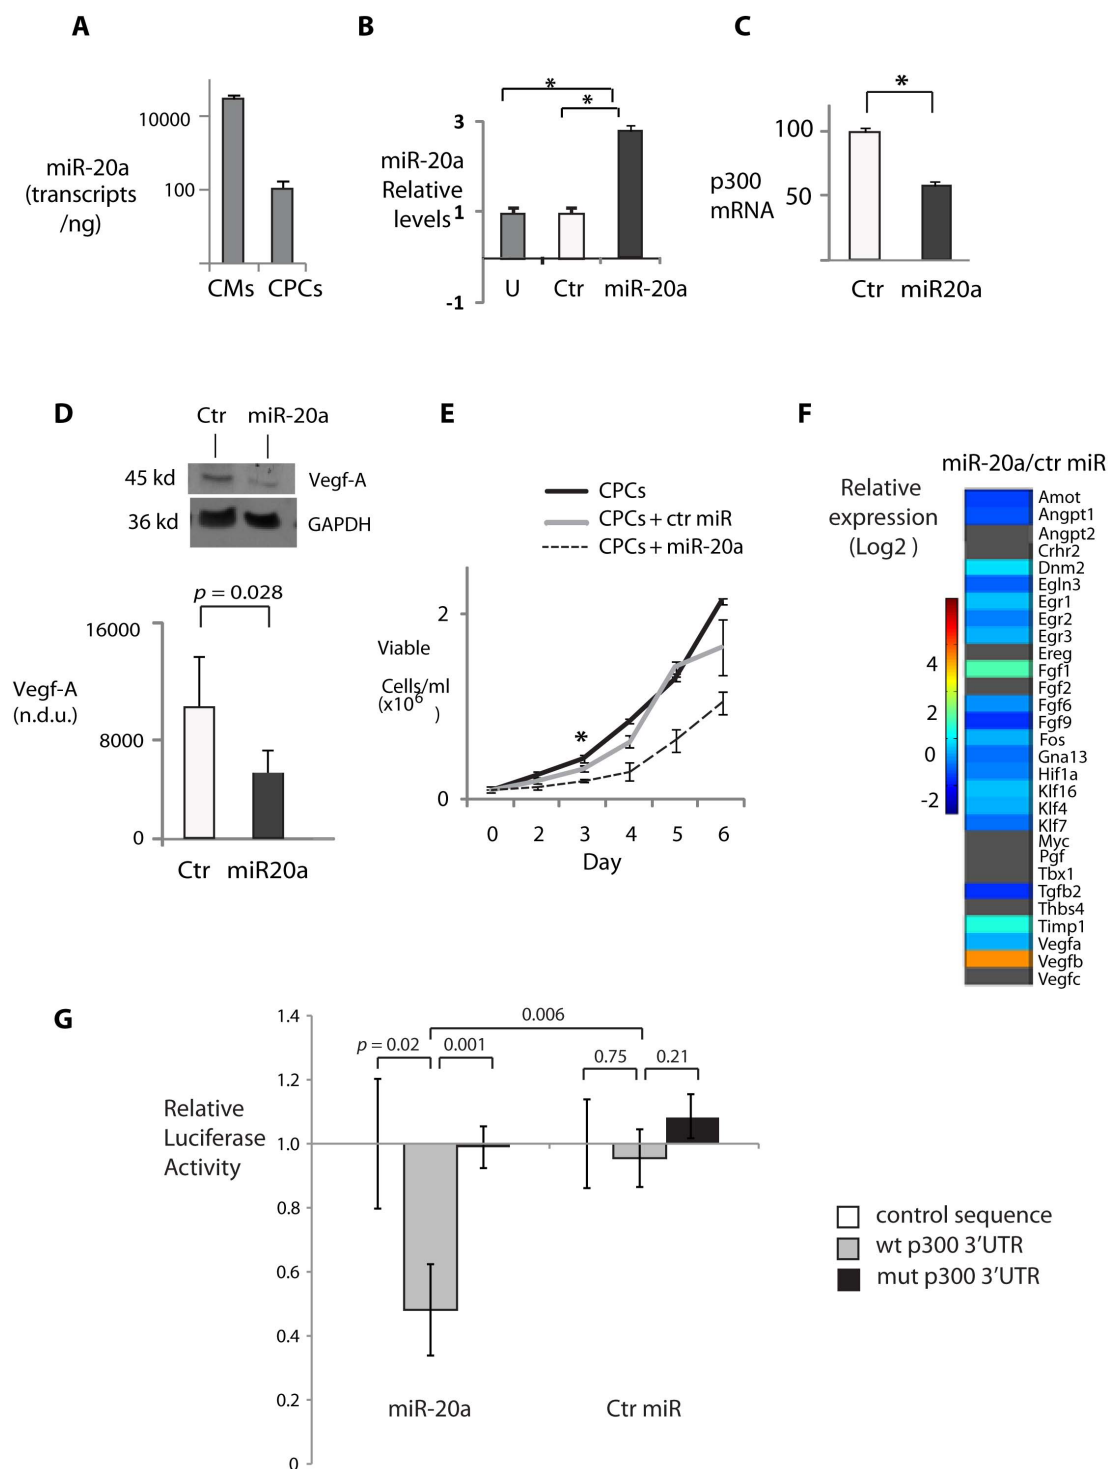 A
miR-20a
(transcripts
/ng)
10000
100
CMs CPCs
B
miR-20a
Relative
levels
3
1
-1
*
*
U Ctr miR-20a
C
p300
mRNA
100
50
*
Ctr miR20a
D
Ctr miR-20a
45 kd Vegf-A
36 kd GAPDH
p = 0.028
Vegf-A
(n.d.u.)
16000
8000
0
Ctr miR20a
E
CPCs
CPCs + ctr miR
CPCs + miR-20a
Viable
Cells/ml
(x10⁶ )
2
0
*
0 2 3 4 5 6
Day
F
miR-20a/ctr miR
Relative
expression
(Log2 )
4
2
0
-2
Amot
Angpt1
Angpt2
Crhr2
Dnm2
Egln3
Egr1
Egr2
Egr3
Ereg
Fgf1
Fgf2
Fgf6
Fgf9
Fos
Gna13
Hif1a
Klf16
Klf4
Klf7
Myc
Pgf
Tbx1
Tgfb2
Thbs4
Timp1
Vegfa
Vegfb
Vegfc
G
Relative
Luciferase
Activity
1.4
1.2
1.0
0.8
0.6
0.4
0.2
0
0.006
p = 0.02 0.001
0.75 0.21
miR-20a Ctr miR
control sequence
wt p300 3’UTR
mut p300 3’UTR